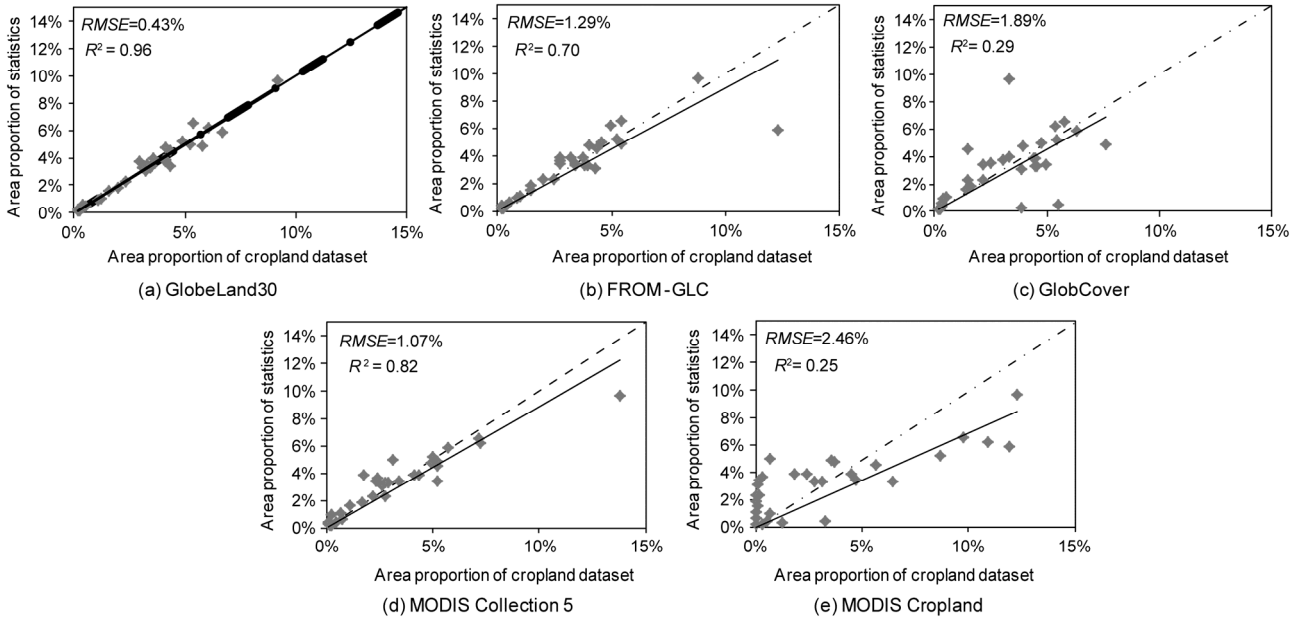 14%
12%
10%
8%
6%
4%
2%
0%
Area proportion of statistics
RMSE=0.43%
R² = 0.96
0% 5% 10% 15%
Area proportion of cropland dataset
(a) GlobeLand30
14%
12%
10%
8%
6%
4%
2%
0%
Area proportion of statistics
RMSE=1.29%
R² = 0.70
0% 5% 10% 15%
Area proportion of cropland dataset
(b) FROM-GLC
14%
12%
10%
8%
6%
4%
2%
0%
Area proportion of statistics
RMSE=1.89%
R²= 0.29
0% 5% 10% 15%
Area proportion of cropland dataset
(c) GlobCover
14%
12%
10%
8%
6%
4%
2%
0%
Area proportion of statistics
RMSE=1.07%
R² = 0.82
0% 5% 10% 15%
Area proportion of cropland dataset
(d) MODIS Collection 5
14%
12%
10%
8%
6%
4%
2%
0%
Area proportion of statistics
RMSE=2.46%
R²= 0.25
0% 5% 10% 15%
Area proportion of cropland dataset
(e) MODIS Cropland